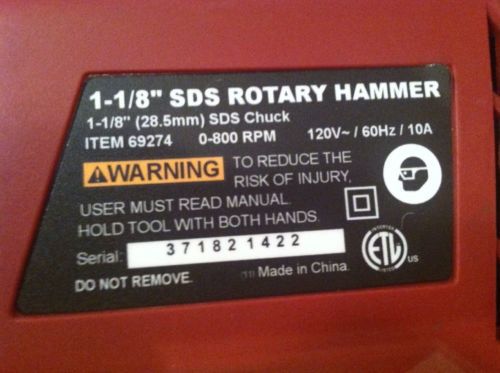 1-1/8" SDS ROTARY HAMMER
1-1/8" (28.5mm) SDS Chuck
ITEM 69274 0-800 RPM 120V~ / 60Hz / 10A
WARNING TO REDUCE THE
RISK OF INJURY,
USER MUST READ MANUAL.
HOLD TOOL WITH BOTH HANDS.
Serial: 371821422
DO NOT REMOVE. Made in China.
INTERTEK
ETL
LISTED
US